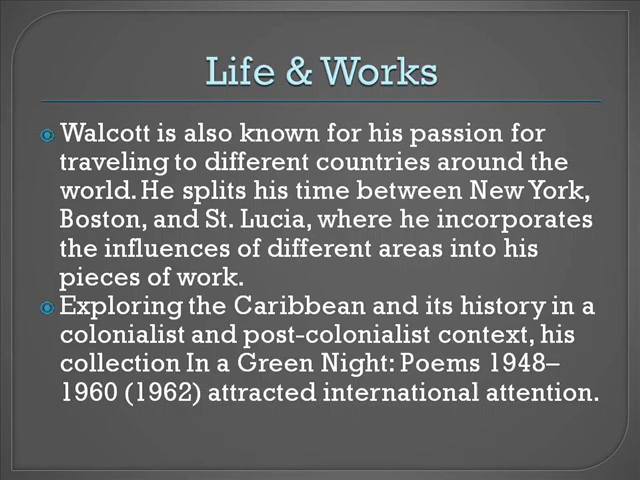 Life & Works
Walcott is also known for his passion for
traveling to different countries around the
world. He splits his time between New York,
Boston, and St. Lucia, where he incorporates
the influences of different areas into his
pieces of work.
Exploring the Caribbean and its history in a
colonialist and post-colonialist context, his
collection In a Green Night: Poems 1948–
1960 (1962) attracted international attention.